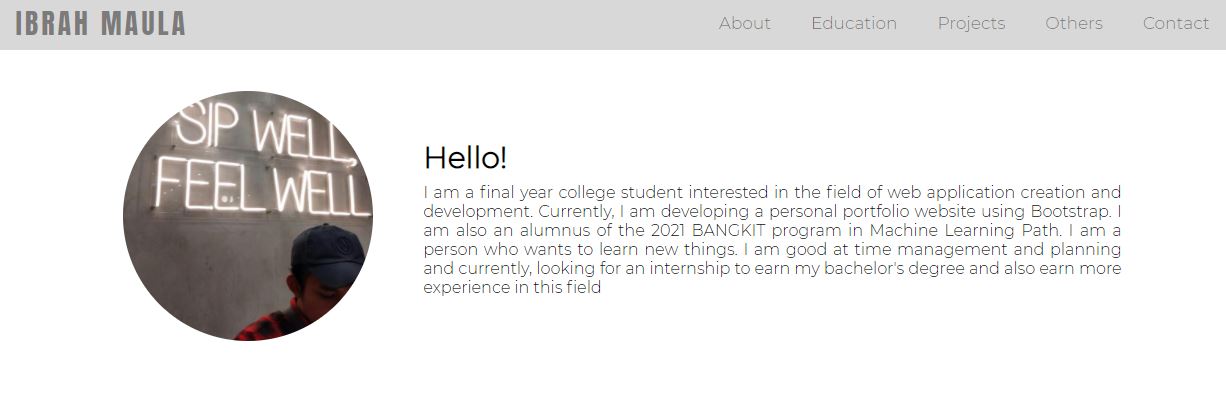 IBRAH MAULA
About Education Projects Others Contact
SIP WELL,
FEEL WELL
Hello!
I am a final year college student interested in the field of web application creation and
development. Currently, I am developing a personal portfolio website using Bootstrap. I
am also an alumnus of the 2021 BANGKIT program in Machine Learning Path. I am a
person who wants to learn new things. I am good at time management and planning
and currently, looking for an internship to earn my bachelor's degree and also earn more
experience in this field